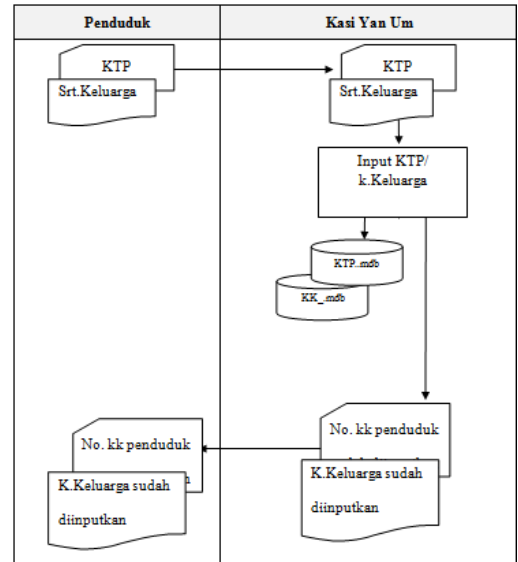 Penduduk
Kasi Yan Um
KTP
Srt.Keluarga
KTP
Srt.Keluarga
Input KTP/
k.Keluarga
KTP..mdb
KK_.mdb
No. kk penduduk
K.Keluarga sudah
diinputkan
No. kk penduduk
K.Keluarga sudah
diinputkan